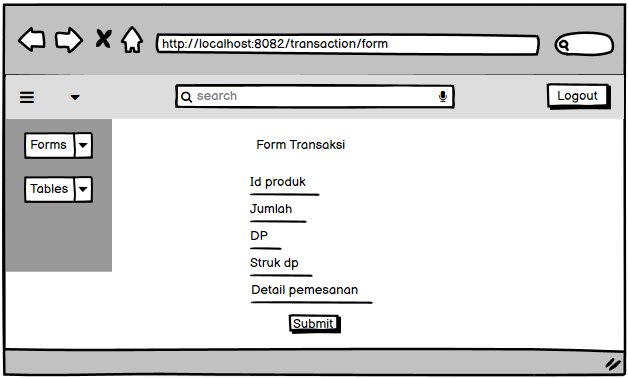 http://localhost:8082/transaction/form
search
Logout
Forms
Tables
Form Transaksi
Id produk
Jumlah
DP
Struk dp
Detail pemesanan
Submit